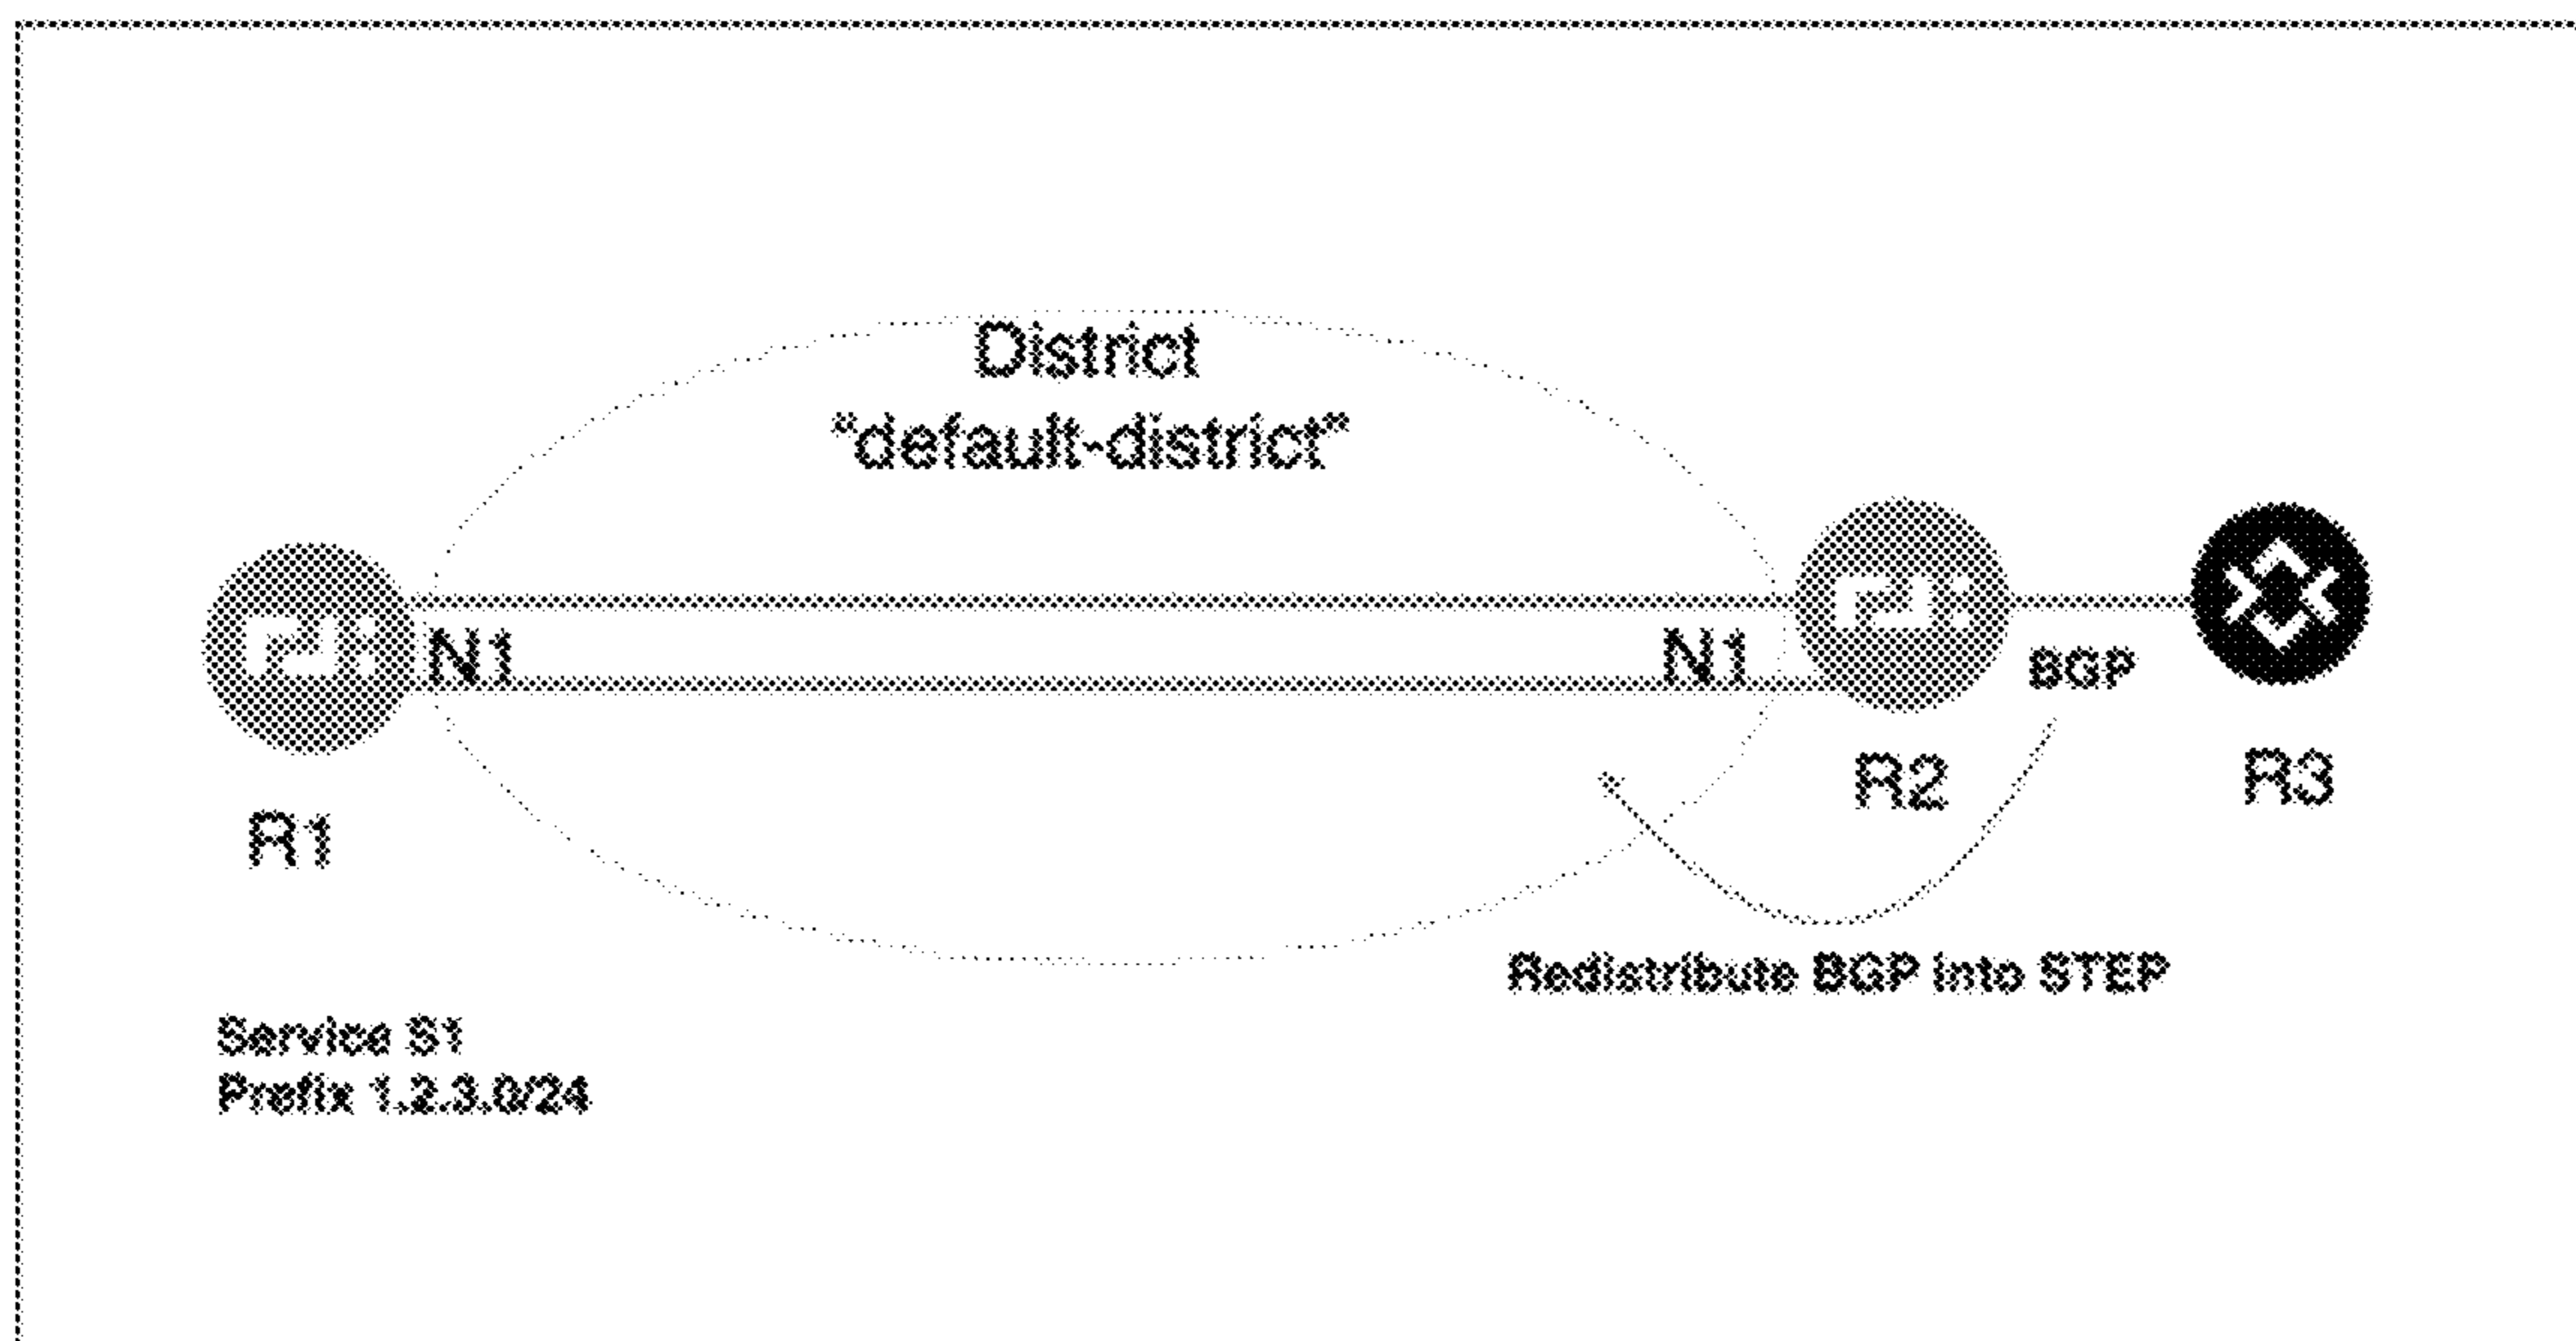 District
"default-district"
N1
N1
BGP
R1
R2
R3
Redistribute BGP into STEP
Service S1
Prefix 1.2.3.0/24